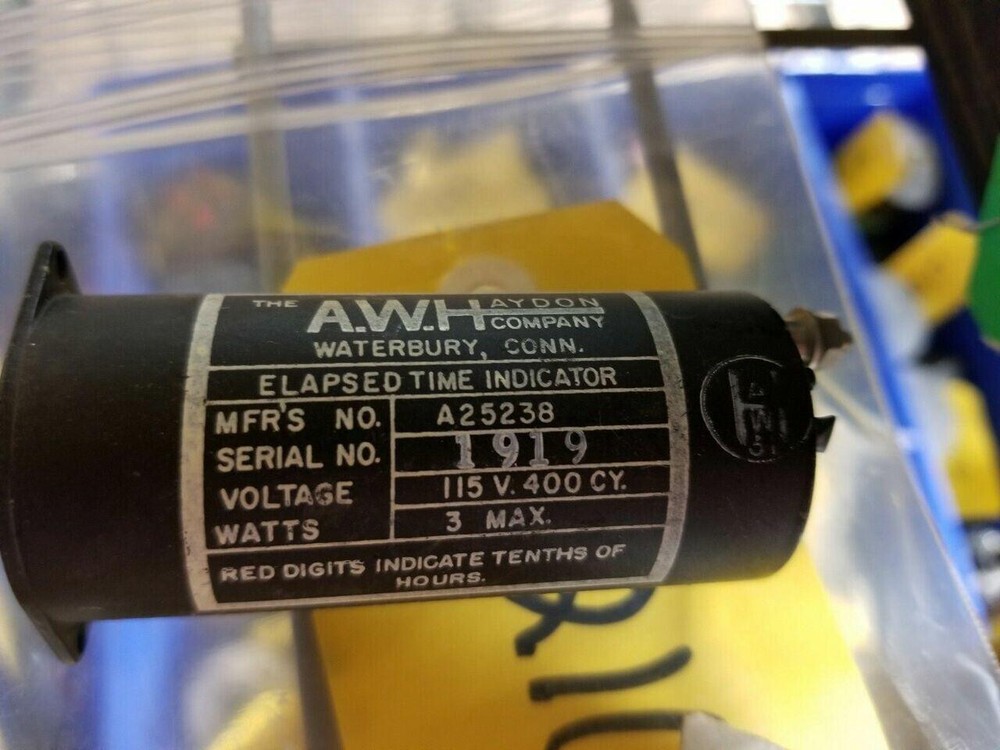 THE A.W.HAYDON COMPANY
WATERBURY, CONN.
ELAPSED TIME INDICATOR
MFR'S NO. A25238
SERIAL NO. 1919
VOLTAGE 115 V. 400 CY.
WATTS 3 MAX.
RED DIGITS INDICATE TENTHS OF
HOURS.